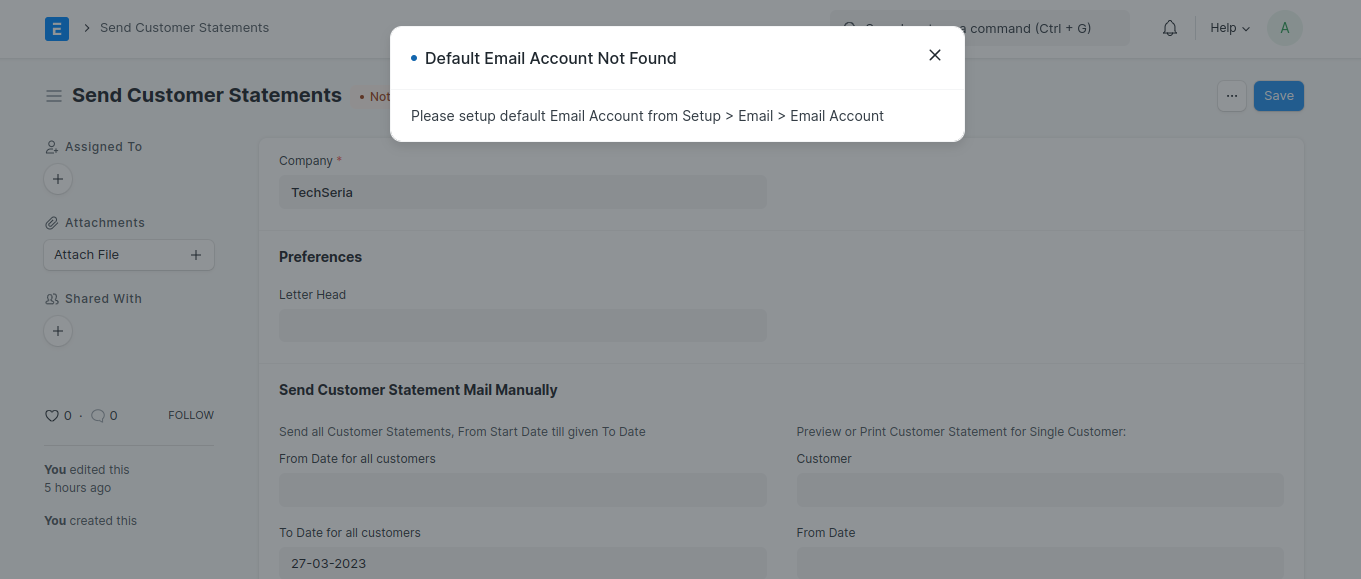 E
Send Customer Statements
a command (Ctrl + G)
Help
A
Default Email Account Not Found
Please setup default Email Account from Setup > Email > Email Account
Send Customer Statements
Not
...
Save
Assigned To
Attachments
Attach File
Shared With
0 · 0 FOLLOW
You edited this
5 hours ago
You created this
Company *
TechSeria
Preferences
Letter Head
Send Customer Statement Mail Manually
Send all Customer Statements, From Start Date till given To Date
From Date for all customers
To Date for all customers
27-03-2023
Preview or Print Customer Statement for Single Customer:
Customer
From Date